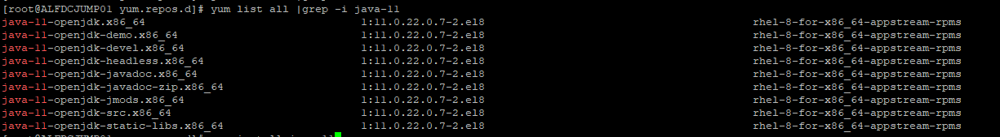 [root@ALFDCJUMP01 yum.repos.d]# yum list all |grep -i java-11
java-11-openjdk.x86_64 1:11.0.22.0.7-2.el8 rhel-8-for-x86_64-appstream-rpms
java-11-openjdk-demo.x86_64 1:11.0.22.0.7-2.el8 rhel-8-for-x86_64-appstream-rpms
java-11-openjdk-devel.x86_64 1:11.0.22.0.7-2.el8 rhel-8-for-x86_64-appstream-rpms
java-11-openjdk-headless.x86_64 1:11.0.22.0.7-2.el8 rhel-8-for-x86_64-appstream-rpms
java-11-openjdk-javadoc.x86_64 1:11.0.22.0.7-2.el8 rhel-8-for-x86_64-appstream-rpms
java-11-openjdk-javadoc-zip.x86_64 1:11.0.22.0.7-2.el8 rhel-8-for-x86_64-appstream-rpms
java-11-openjdk-jmods.x86_64 1:11.0.22.0.7-2.el8 rhel-8-for-x86_64-appstream-rpms
java-11-openjdk-src.x86_64 1:11.0.22.0.7-2.el8 rhel-8-for-x86_64-appstream-rpms
java-11-openjdk-static-libs.x86_64 1:11.0.22.0.7-2.el8 rhel-8-for-x86_64-appstream-rpms